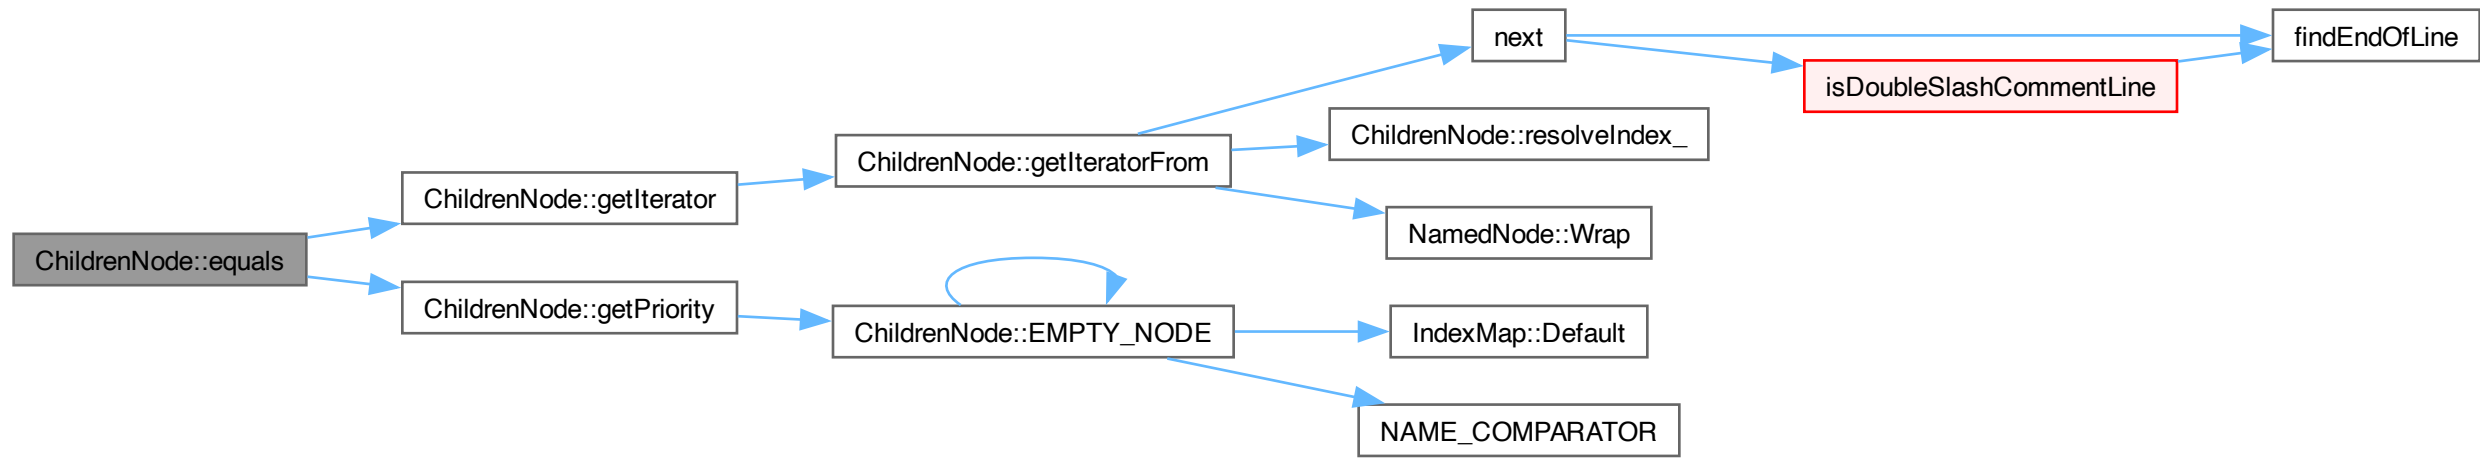 ChildrenNode::equals
ChildrenNode::getIterator
ChildrenNode::getPriority
ChildrenNode::getIteratorFrom
ChildrenNode::EMPTY_NODE
next
ChildrenNode::resolveIndex_
NamedNode::Wrap
IndexMap::Default
NAME_COMPARATOR
isDoubleSlashCommentLine
findEndOfLine